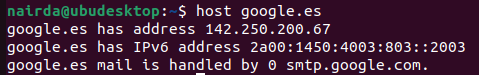 nairda@ubudesktop:~$ host google.es
google.es has address 142.250.200.67
google.es has IPv6 address 2a00:1450:4003:803::2003
google.es mail is handled by 0 smtp.google.com.